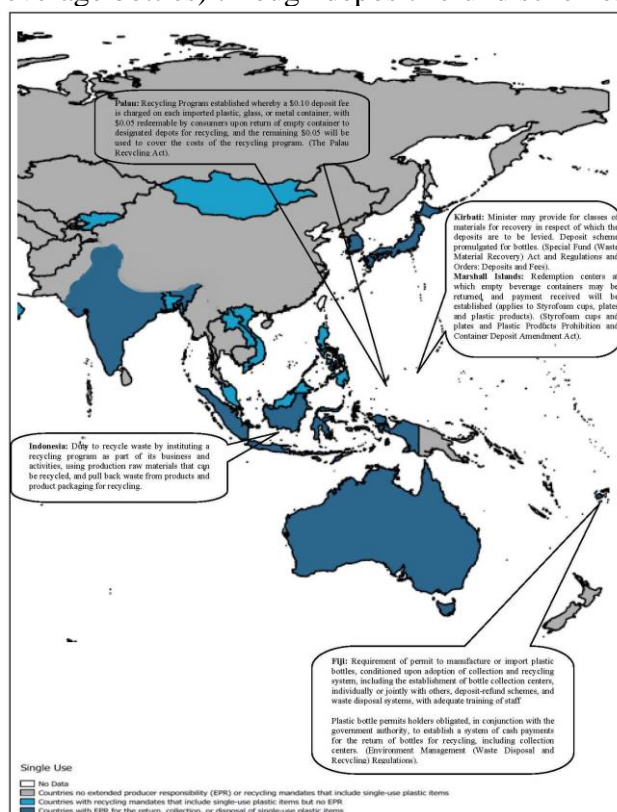 overage bottles) through deposit refund scheme
Palau: Recycling Program established whereby a $0.10 deposit fee
is charged on each imported plastic, glass, or metal container, with
$0.05 redeemable by consumers upon return of empty container to
designated depots for recycling, and the remaining $0.05 will be
used to cover the costs of the recycling program. (The Palau
Recycling Act).
Kirbati: Minister may provide for classes of
materials for recovery in respect of which the
deposits are to be levied. Deposit scheme
promulgated for bottles. (Special Fund (Waste
Material Recovery) Act and Regulations and
Orders: Deposits and Fees).
Marshall Islands: Redemption centers at
which empty beverage containers may be
returned, and payment received will be
established (applies to Styrofoam cups, plates
and plastic products). (Styrofoam cups and
plates and Plastic Products Prohibition and
Container Deposit Amendment Act).
Indonesia: Duty to recycle waste by instituting a
recycling program as part of its business and
activities, using production raw materials that can
be recycled, and pull back waste from products and
product packaging for recycling.
Fiji: Requirement of permit to manufacture or import plastic
bottles, conditioned upon adoption of collection and recycling
system, including the establishment of bottle collection centers,
individually or jointly with others, deposit-refund schemes, and
waste disposal systems, with adequate training of staff
Plastic bottle permits holders obligated, in conjunction with the
government authority, to establish a system of cash payments
for the return of bottles for recycling, including collection
centers. (Environment Management (Waste Disposal and
Recycling) Regulations).
Single Use
No Data
Countries no extended producer responsibility (EPR) or recycling mandates that include single-use plastic items
Countries with recycling mandates that include single-use plastic items but no EPR
Countries with EPR for the return, collection, or disposal of single-use plastic items